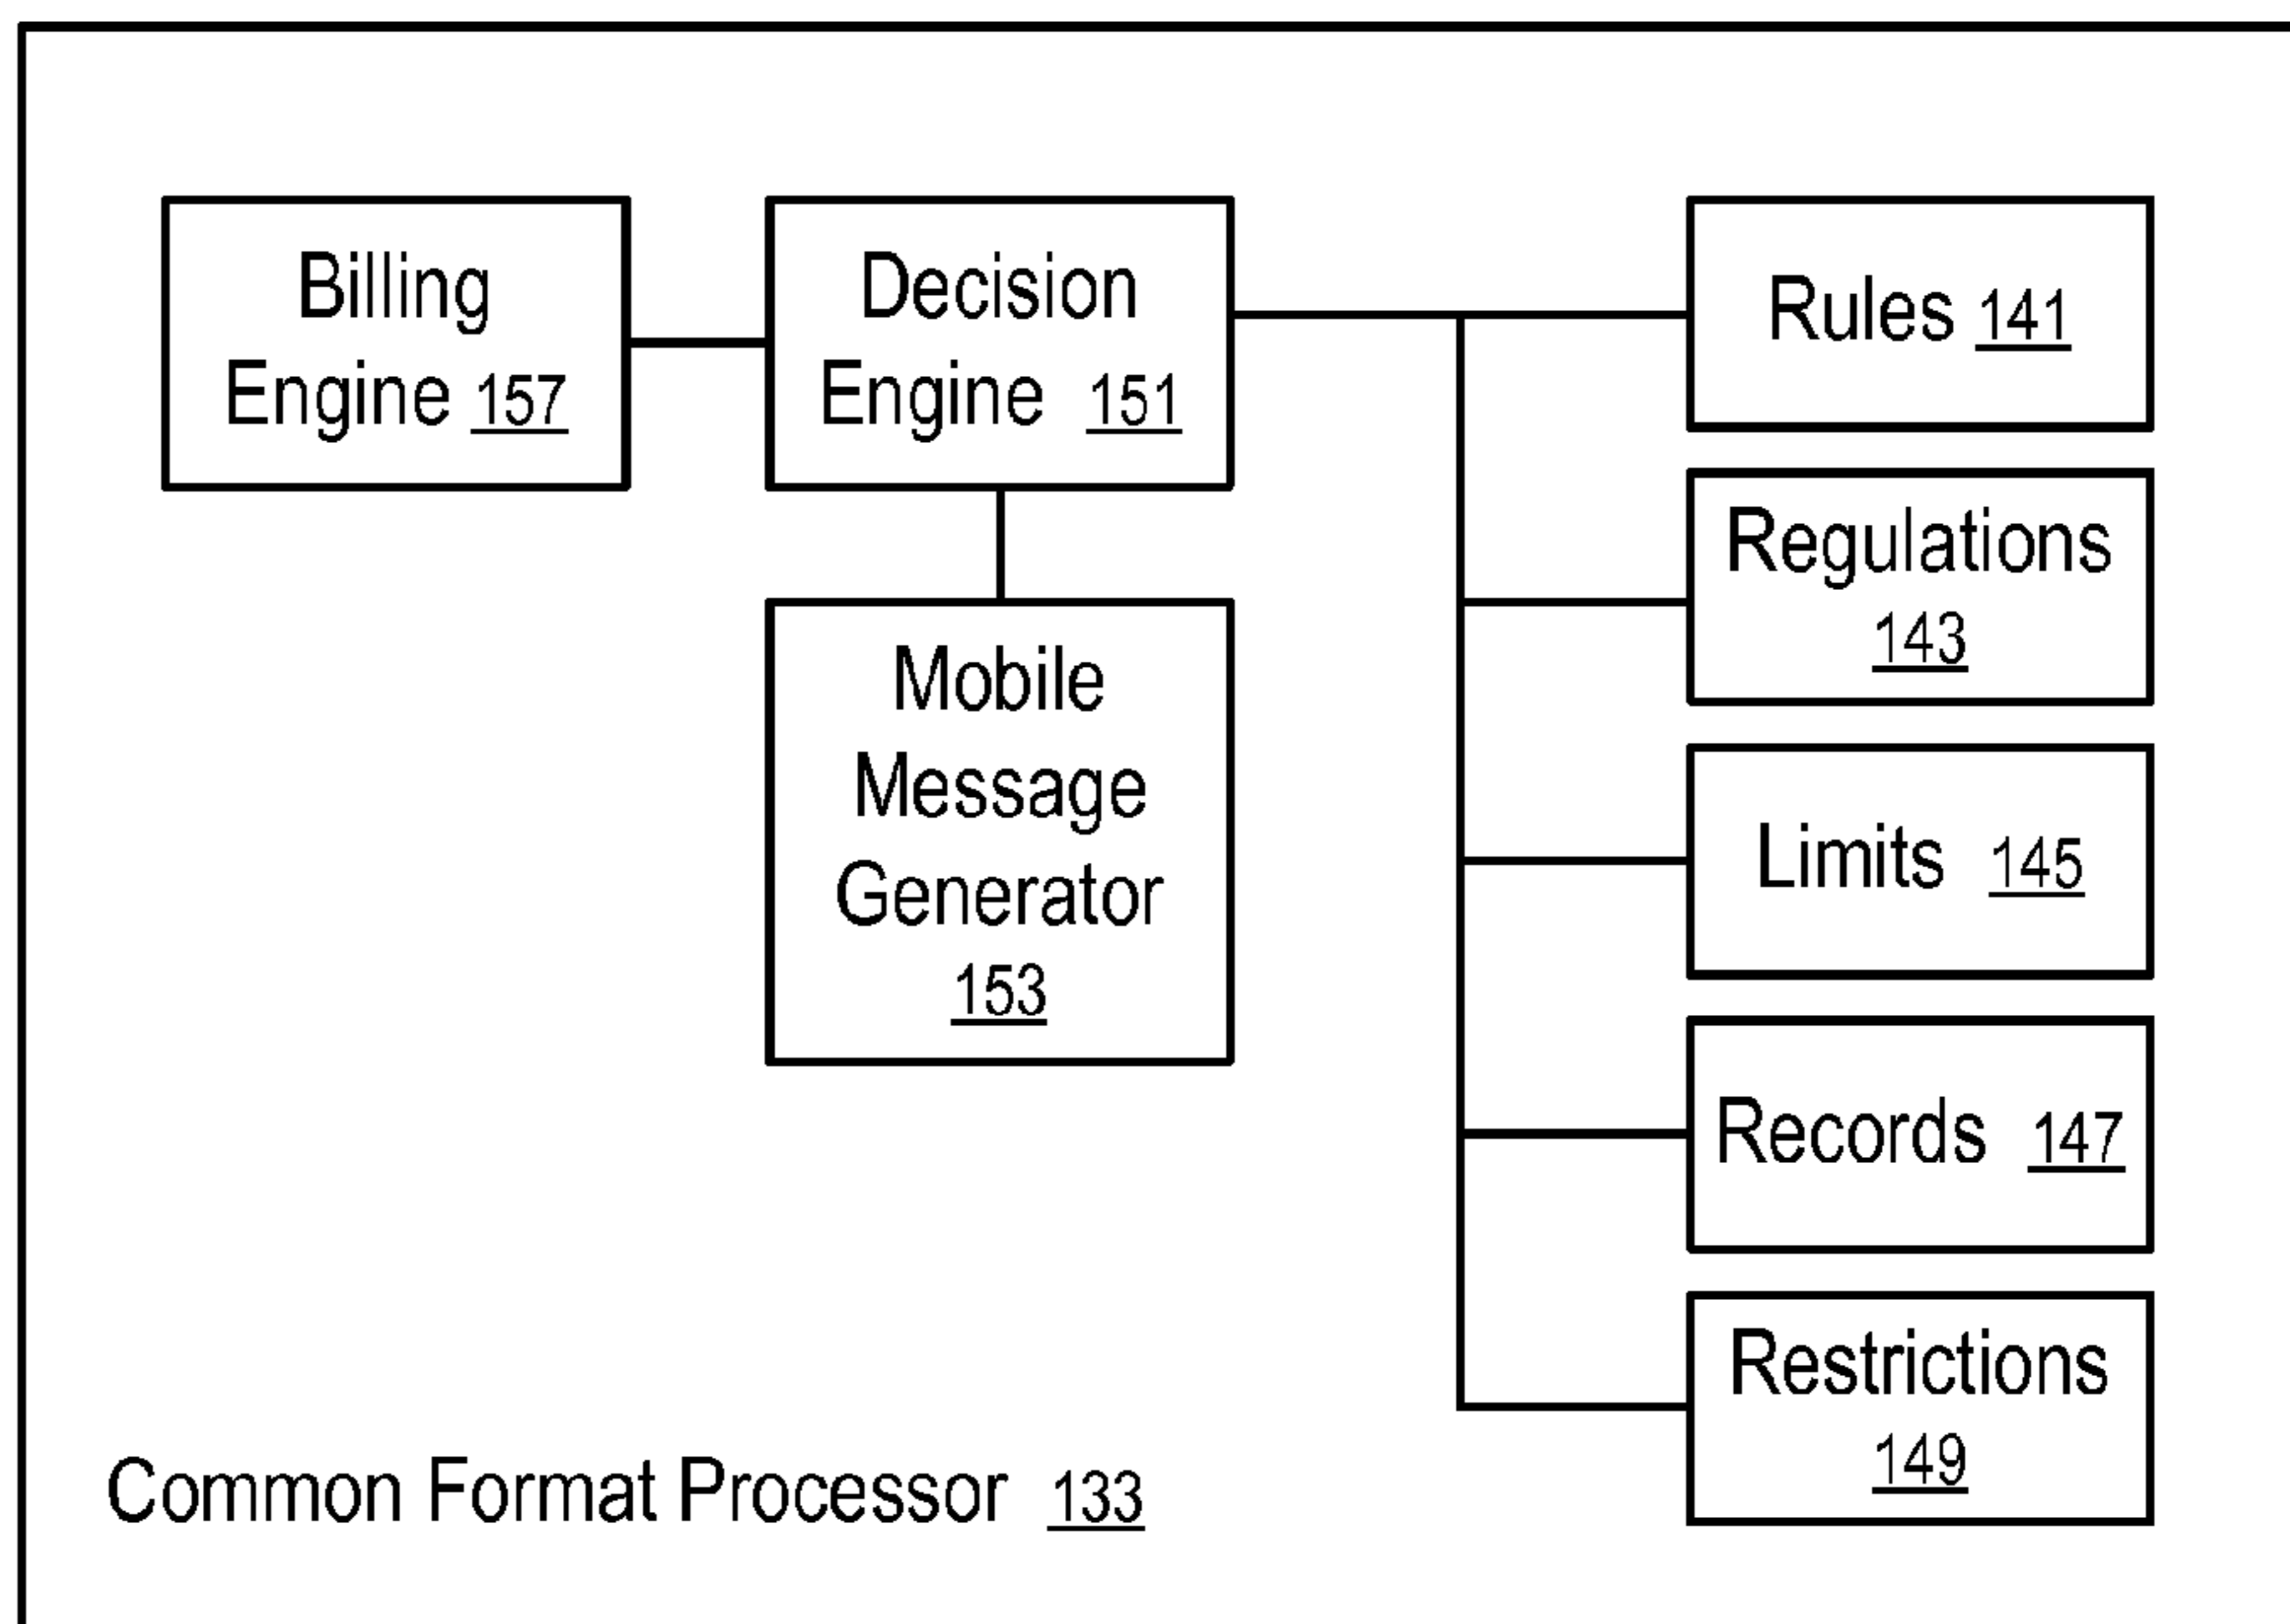 Billing
Engine 157
Decision
Engine 151
Mobile
Message
Generator
153
Rules 141
Regulations
143
Limits 145
Records 147
Restrictions
149
Common Format Processor 133